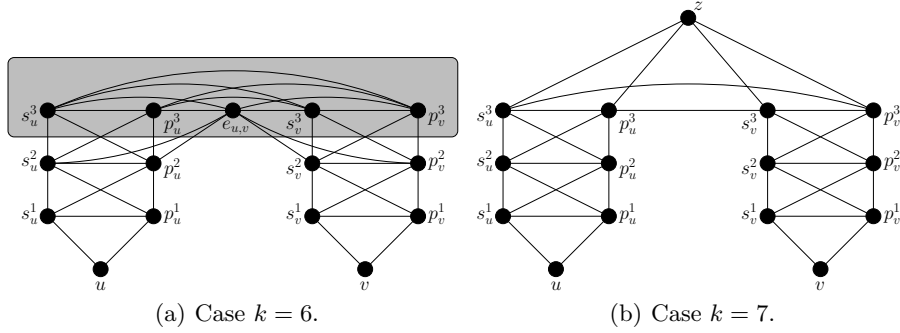 z
s_u^3 p_u^3 e_{u,v} s_v^3 p_v^3 s_u^3 p_u^3 s_v^3 p_v^3
s_u^2 p_u^2 s_v^2 p_v^2 s_u^2 p_u^2 s_v^2 p_v^2
s_u^1 p_u^1 s_v^1 p_v^1 s_u^1 p_u^1 s_v^1 p_v^1
u v u v
(a) Case k = 6. (b) Case k = 7.